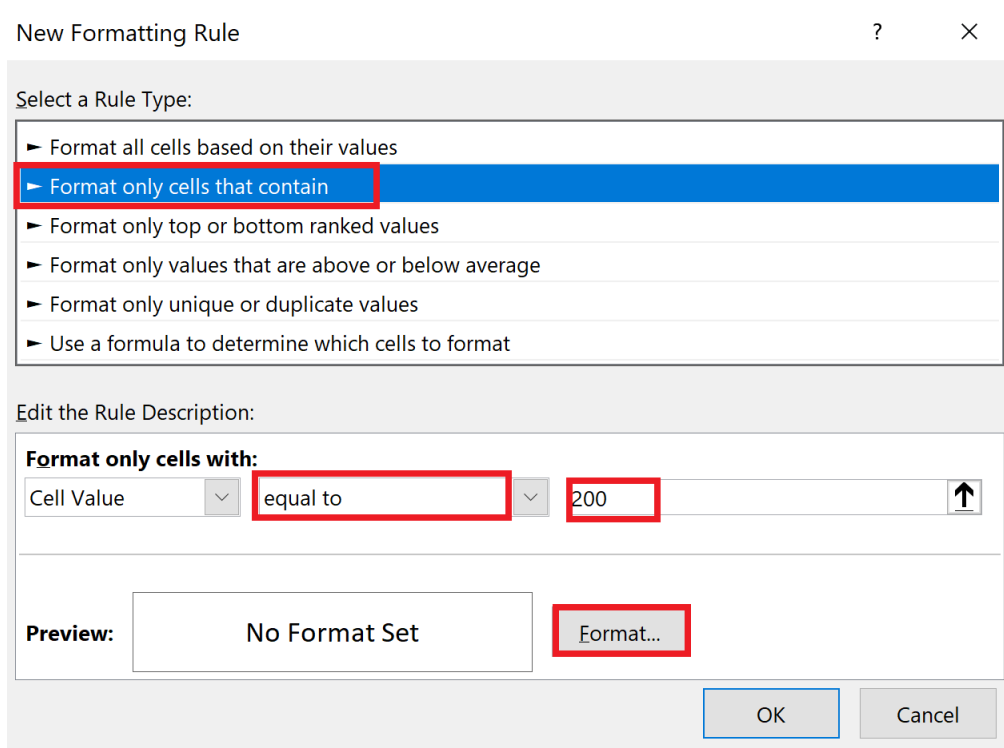 New Formatting Rule ?
Select a Rule Type:
► Format all cells based on their values
► Format only cells that contain
► Format only top or bottom ranked values
► Format only values that are above or below average
► Format only unique or duplicate values
► Use a formula to determine which cells to format
Edit the Rule Description:
Format only cells with:
Cell Value equal to 200
Preview: No Format Set Format...
OK Cancel